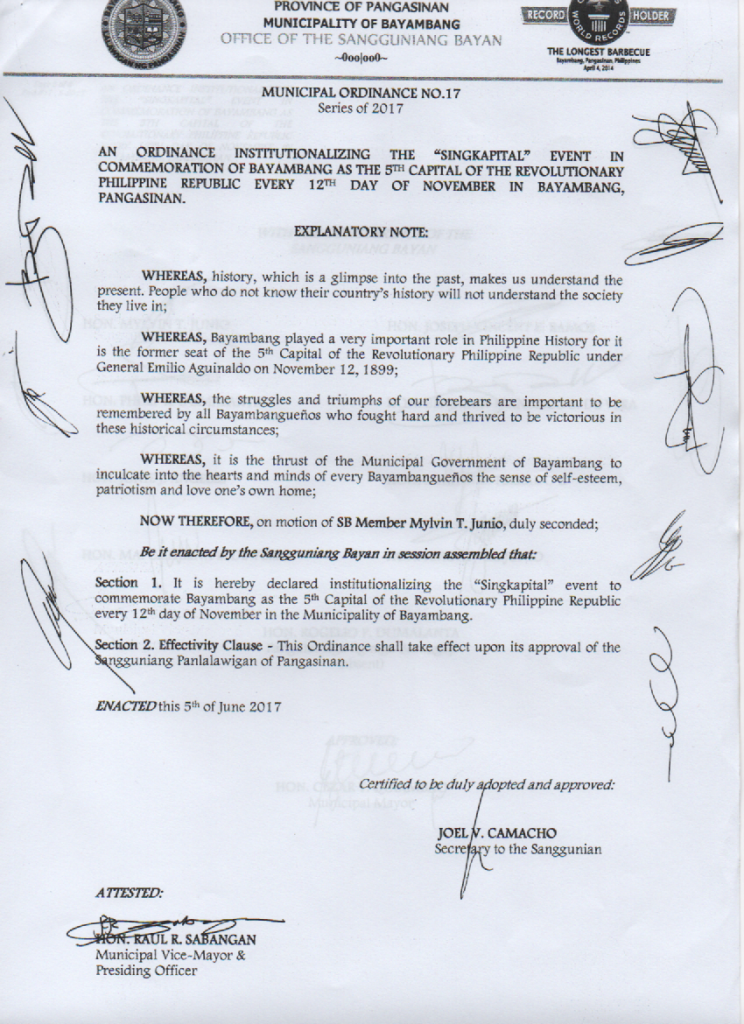 PROVINCE OF PANGASINAN
MUNICIPALITY OF BAYAMBANG
OFFICE OF THE SANGGUNIANG BAYAN
~0oo|oo0~
RECORD HOLDER
WORLD RECORDS
THE LONGEST BARBECUE
Bayambang, Pangasinan, Philippines
April 4, 2014
MUNICIPAL ORDINANCE NO.17
Series of 2017
AN ORDINANCE INSTITUTIONALIZING THE “SINGKAPITAL” EVENT IN
COMMEMORATION OF BAYAMBANG AS THE 5TH CAPITAL OF THE REVOLUTIONARY
PHILIPPINE REPUBLIC EVERY 12TH DAY OF NOVEMBER IN BAYAMBANG,
PANGASINAN.
EXPLANATORY NOTE:
WHEREAS, history, which is a glimpse into the past, makes us understand the
present. People who do not know their country’s history will not understand the society
they live in;
WHEREAS, Bayambang played a very important role in Philippine History for it
is the former seat of the 5th Capital of the Revolutionary Philippine Republic under
General Emilio Aguinaldo on November 12, 1899;
WHEREAS, the struggles and triumphs of our forebears are important to be
remembered by all Bayambangueños who fought hard and thrived to be victorious in
these historical circumstances;
WHEREAS, it is the thrust of the Municipal Government of Bayambang to
inculcate into the hearts and minds of every Bayambangueños the sense of self-esteem,
patriotism and love one’s own home;
NOW THEREFORE, on motion of SB Member Mylvin T. Junio, duly seconded;
Be it enacted by the Sangguniang Bayan in session assembled that:
Section 1. It is hereby declared institutionalizing the “Singkapital” event to
commemorate Bayambang as the 5th Capital of the Revolutionary Philippine Republic
every 12th day of November in the Municipality of Bayambang.
Section 2. Effectivity Clause - This Ordinance shall take effect upon its approval of the
Sangguniang Panlalawigan of Pangasinan.
ENACTED this 5th of June 2017
Certified to be duly adopted and approved:
JOEL V. CAMACHO
Secretary to the Sanggunian
ATTESTED:
HON. RAUL R. SABANGAN
Municipal Vice-Mayor &
Presiding Officer